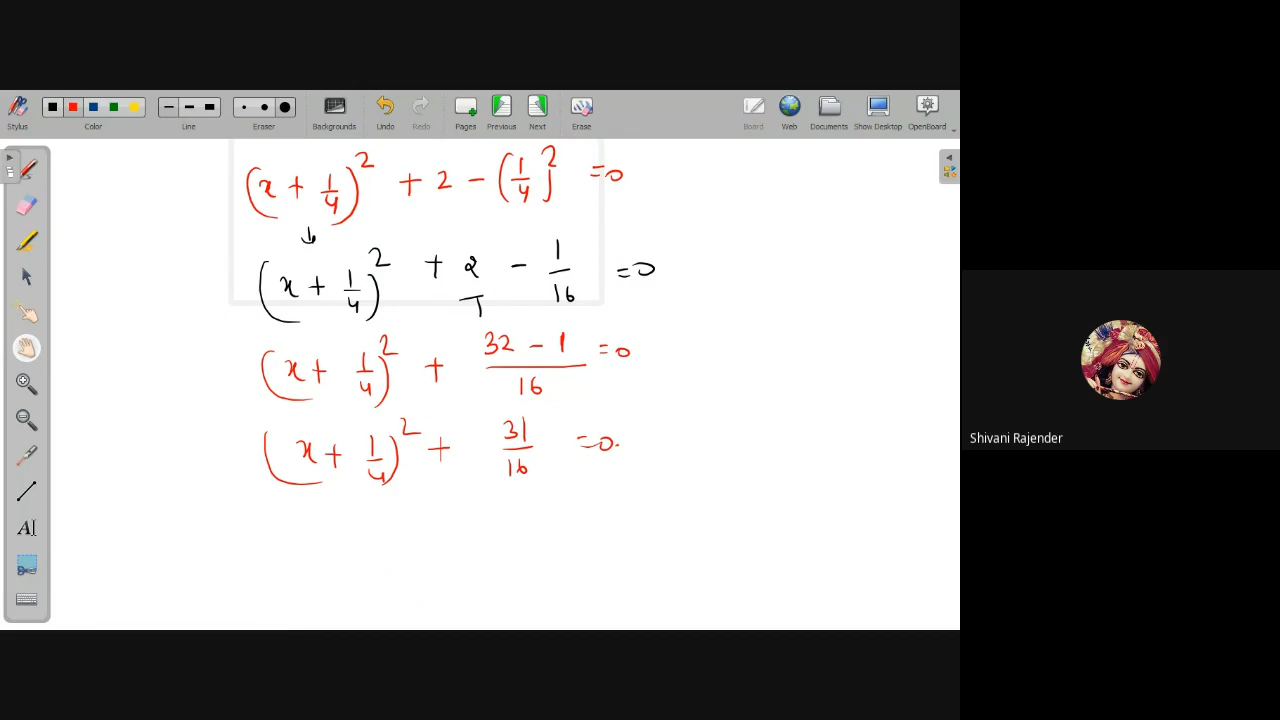 Stylus
Color
Line
Eraser
Backgrounds
Undo
Redo
Pages
Previous
Next
Erase
Board
Web
Documents
Show Desktop
OpenBoard
(x + 1/4)² + 2 - (1/4)² = 0
↓
(x + 1/4)² + 2/1 - 1/16 = 0
(x + 1/4)² + (32 - 1)/16 = 0
(x + 1/4)² + 31/16 = 0.
AI
Shivani Rajender